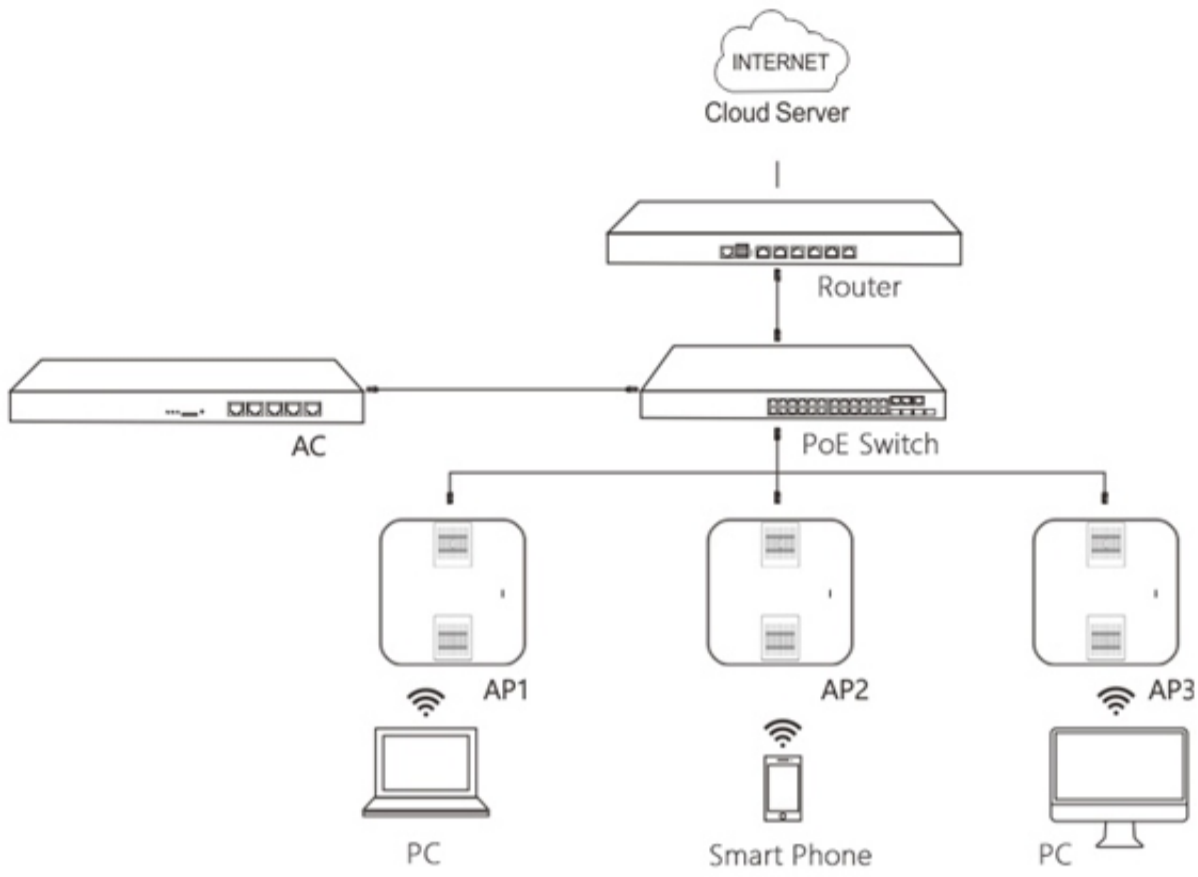 INTERNET
Cloud Server
Router
AC
PoE Switch
AP1
AP2
AP3
PC
Smart Phone
PC